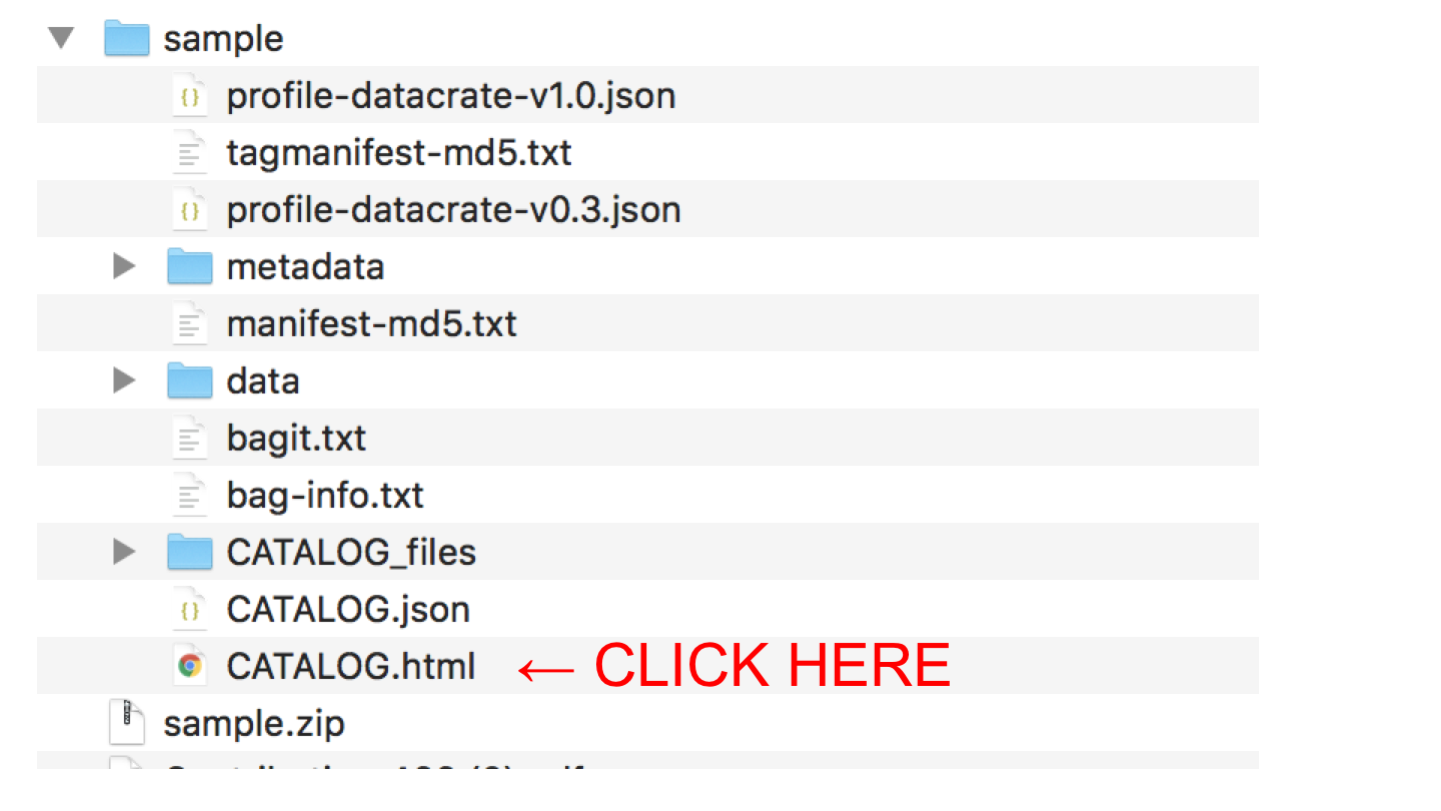 sample
profile-datacrate-v1.0.json
tagmanifest-md5.txt
profile-datacrate-v0.3.json
metadata
manifest-md5.txt
data
bagit.txt
bag-info.txt
CATALOG_files
CATALOG.json
CATALOG.html ← CLICK HERE
sample.zip